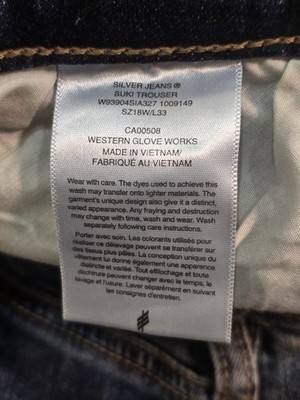 SILVER JEANS®
SUKI TROUSER
W93904SIA327 1009149
SZ18W/L33
CA00508
WESTERN GLOVE WORKS
MADE IN VIETNAM/
FABRIQUÉ AU VIETNAM
Wear with care. The dyes used to achieve this
wash may transfer onto lighter materials. The
garment's unique design also give it a distinct,
varied appearance. Any fraying and destruction
may change with time, wash and wear. Wash
separately following care instructions.
Porter avec soin. Les colorants utilisés pour
réaliser ce délavage peuvent se transférer sur
des tissus plus pâles. La conception unique du
vêtement lui donne également une apparence
distincte et variée. Tout effilochage et toute
déchirure peuvent changer avec le temps, le
lavage et l'usure. Laver séparément en suivant
les consignes d'entretien.